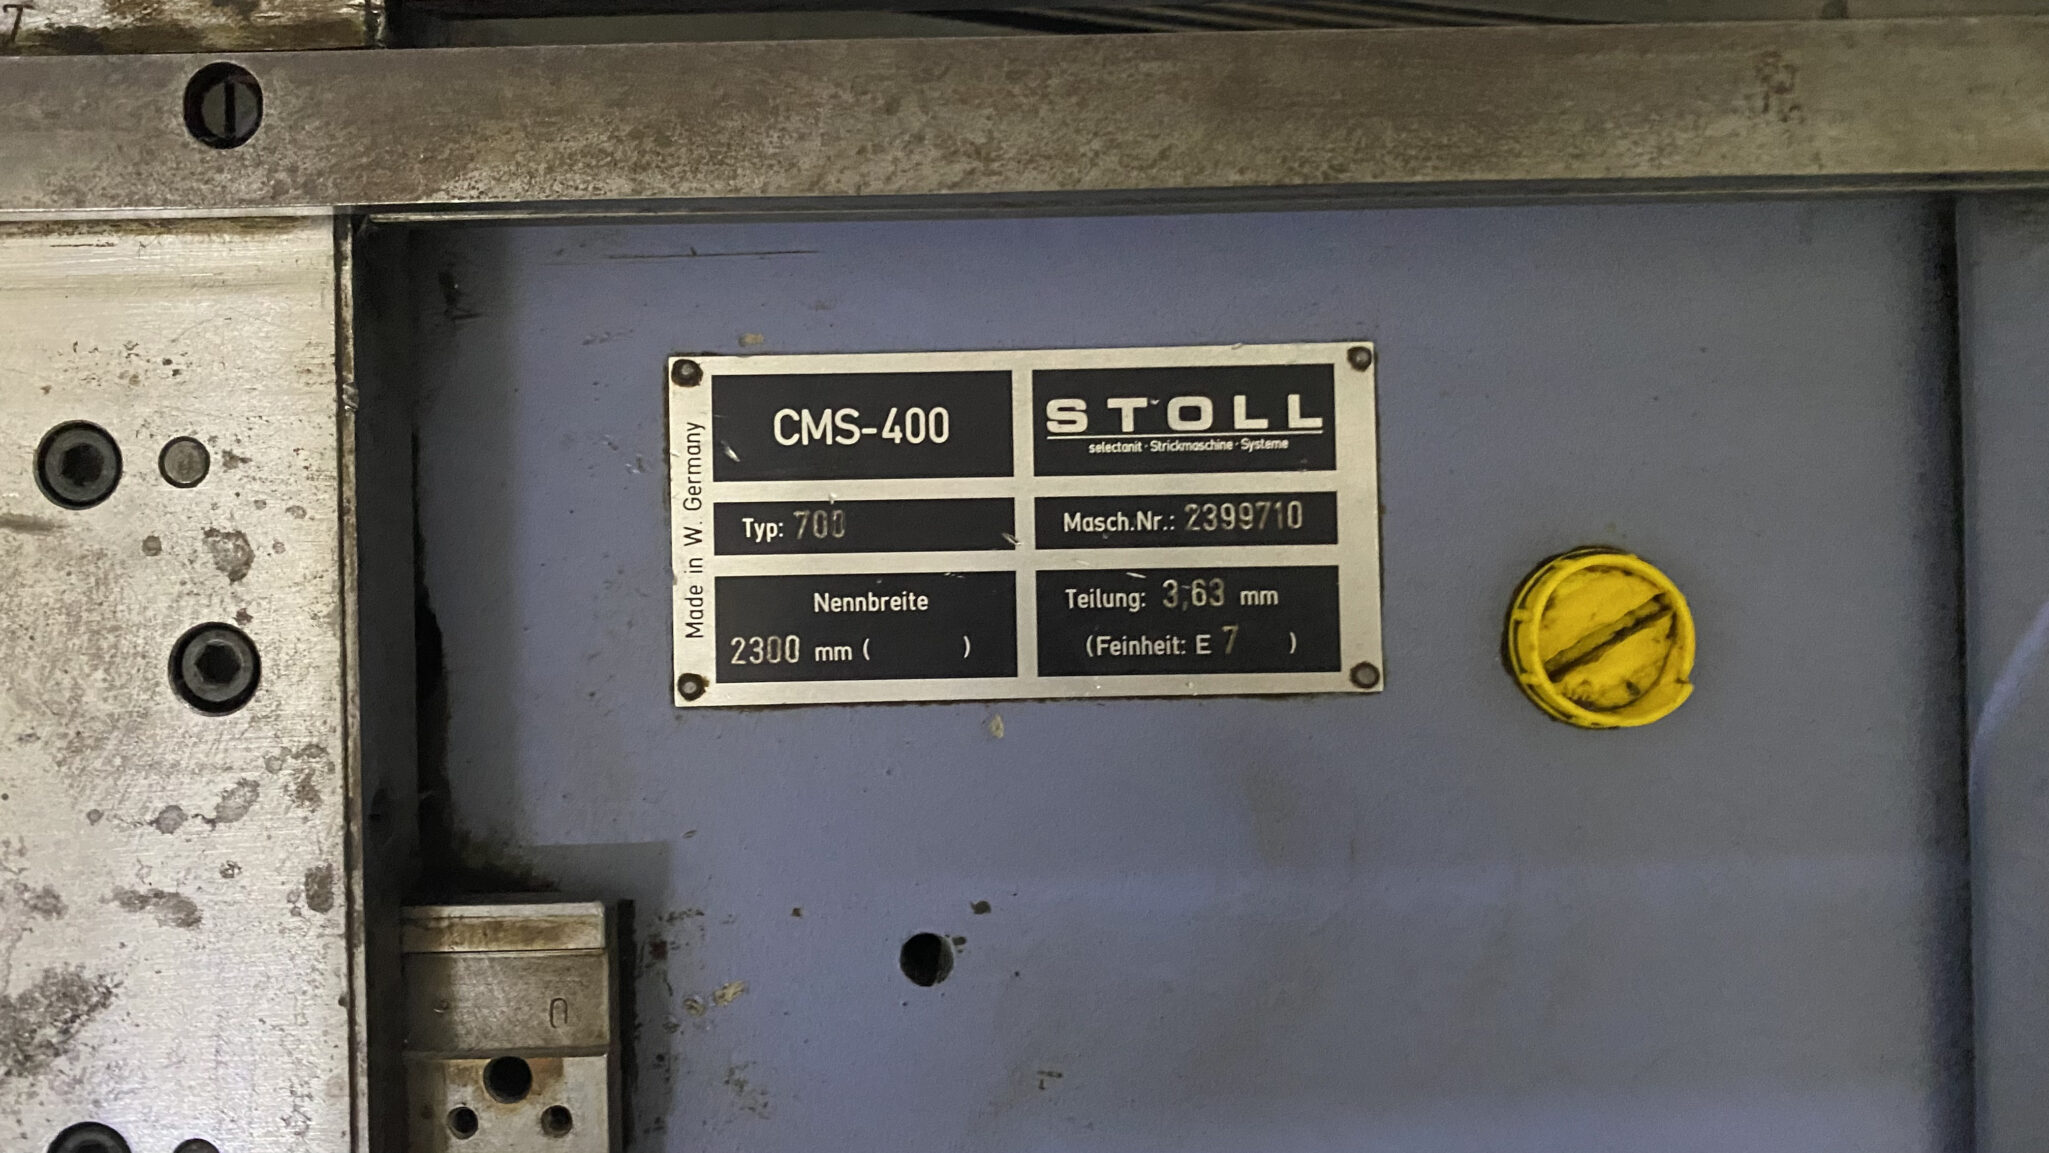 7
CMS-400
STOLL
selectanit · Strickmaschine · Systeme
Made in W. Germany
Typ: 700
Masch.Nr.: 2399710
Nennbreite
2300 mm ( )
Teilung: 3,63 mm
(Feinheit: E 7 )